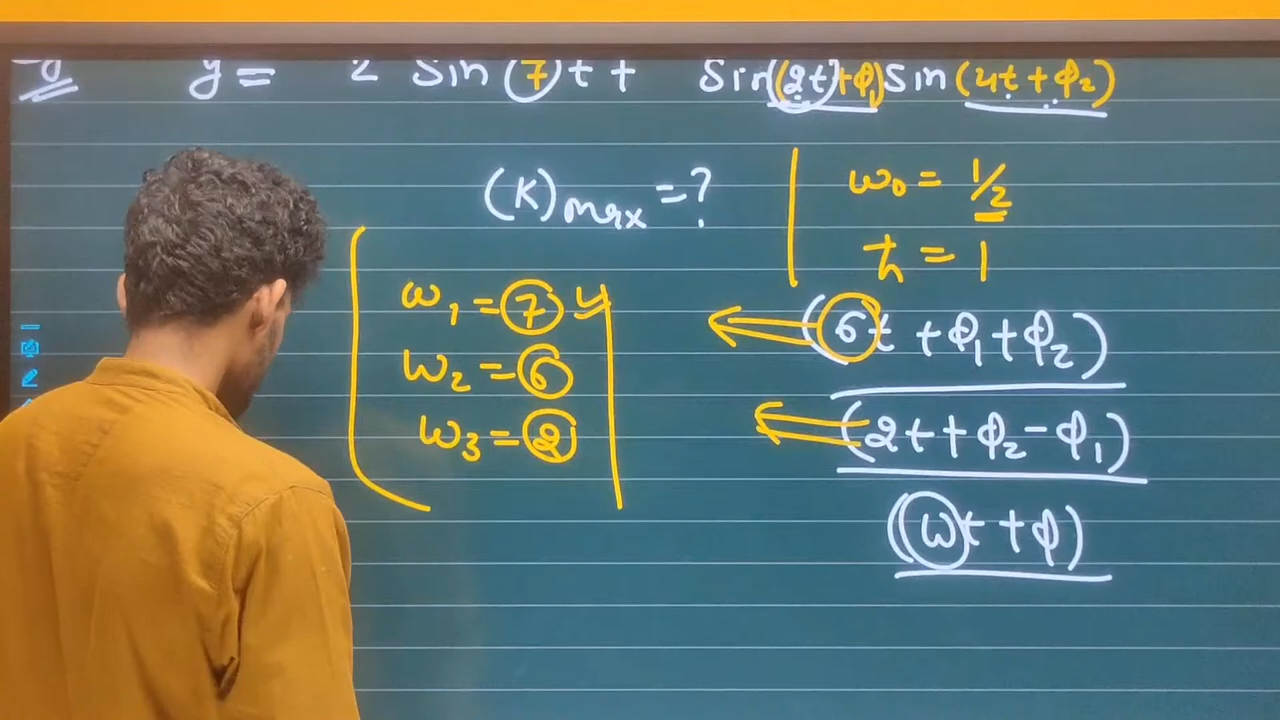 y = 2 Sin(7)t + Sin(2t+φ₁) Sin(4t+φ₂)
(K)max = ?
ω₀ = 1/2
ħ = 1
ω₁ = 7
ω₂ = 6
ω₃ = 2
(6t + φ₁ + φ₂)
(2t + φ₂ - φ₁)
(ωt + φ)